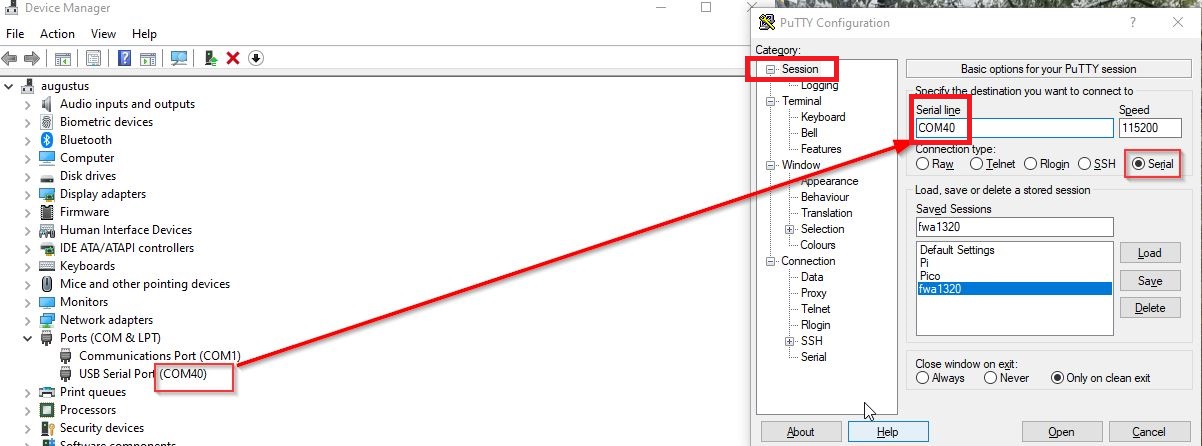 Device Manager
File Action View Help
augustus
Audio inputs and outputs
Biometric devices
Bluetooth
Computer
Disk drives
Display adapters
Firmware
Human Interface Devices
IDE ATA/ATAPI controllers
Keyboards
Mice and other pointing devices
Monitors
Network adapters
Ports (COM & LPT)
Communications Port (COM1)
USB Serial Port (COM40)
Print queues
Processors
Security devices
Software components
PuTTY Configuration
?
Category:
Session
Logging
Terminal
Keyboard
Bell
Features
Window
Appearance
Behaviour
Translation
Selection
Colours
Connection
Data
Proxy
Telnet
Rlogin
SSH
Serial
Basic options for your PuTTY session
Specify the destination you want to connect to
Serial line Speed
COM40 115200
Connection type:
Raw Telnet Rlogin SSH Serial
Load, save or delete a stored session
Saved Sessions
fwa1320
Default Settings
Pi
Pico
fwa1320
Load
Save
Delete
Close window on exit:
Always Never Only on clean exit
About Help Open Cancel